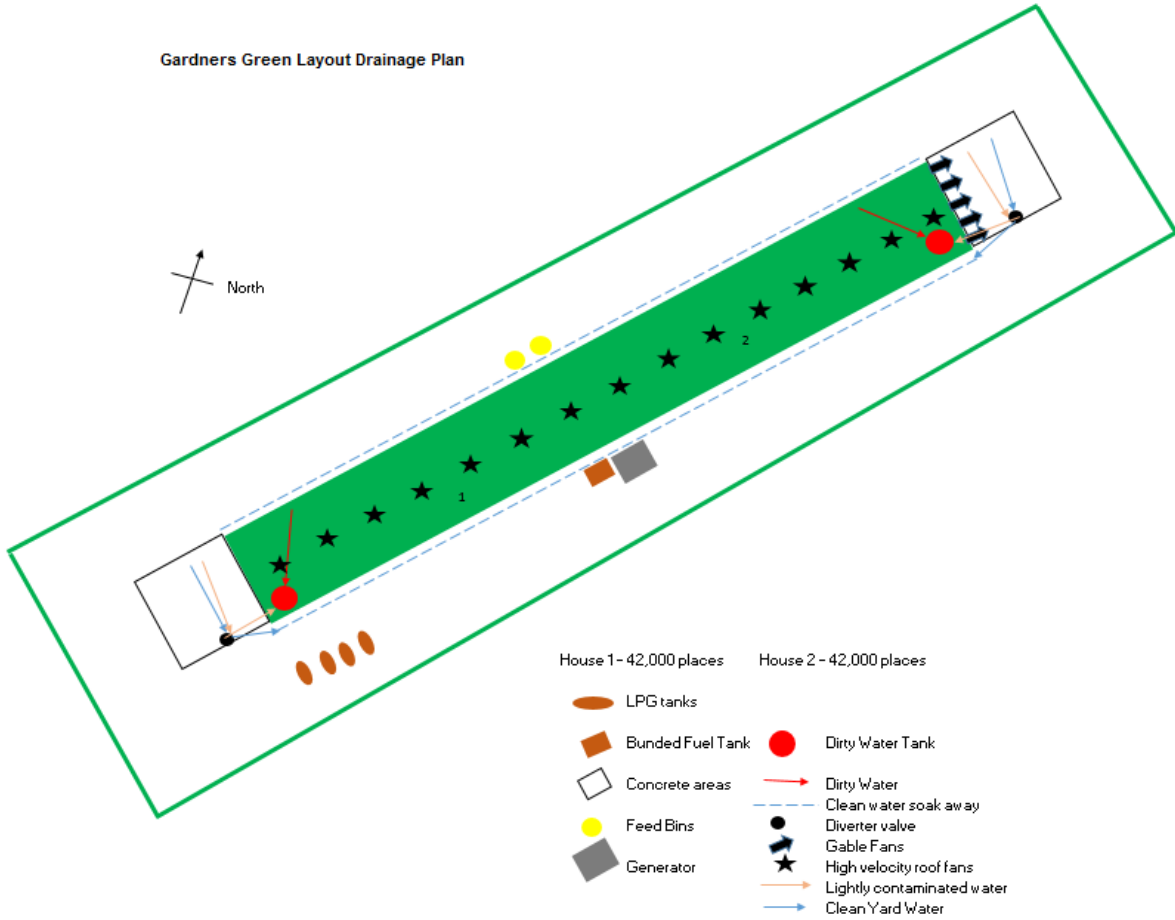 Gardners Green Layout Drainage Plan
North
2
1
House 1 - 42,000 places House 2 - 42,000 places
LPG tanks
Bunded Fuel Tank Dirty Water Tank
Concrete areas Dirty Water
Clean water soak away
Feed Bins Diverter valve
Gable Fans
Generator High velocity roof fans
Lightly contaminated water
Clean Yard Water